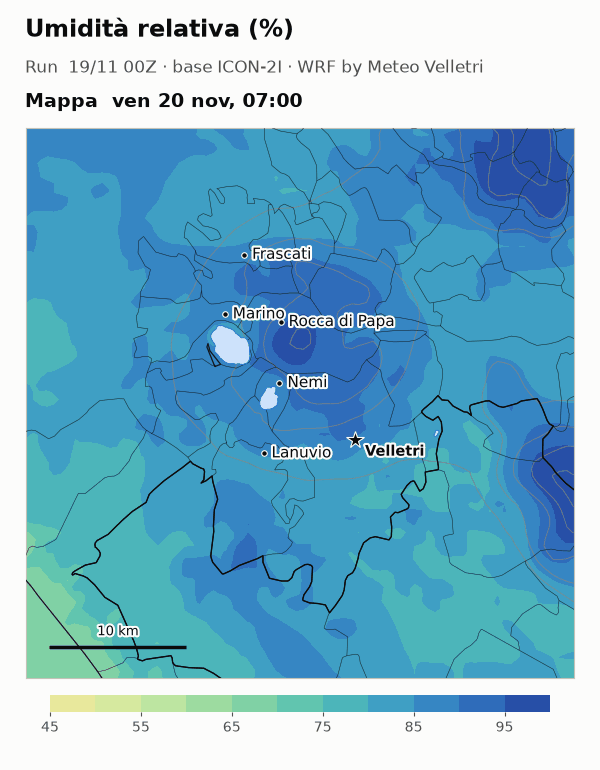 Umidità relativa (%)
Run  19/11 00Z · base ICON-2I · WRF by Meteo Velletri
Mappa  ven 20 nov, 07:00
Frascati
Marino
Rocca di Papa
Nemi
Velletri
Lanuvio
10 km
45 55 65 75 85 95